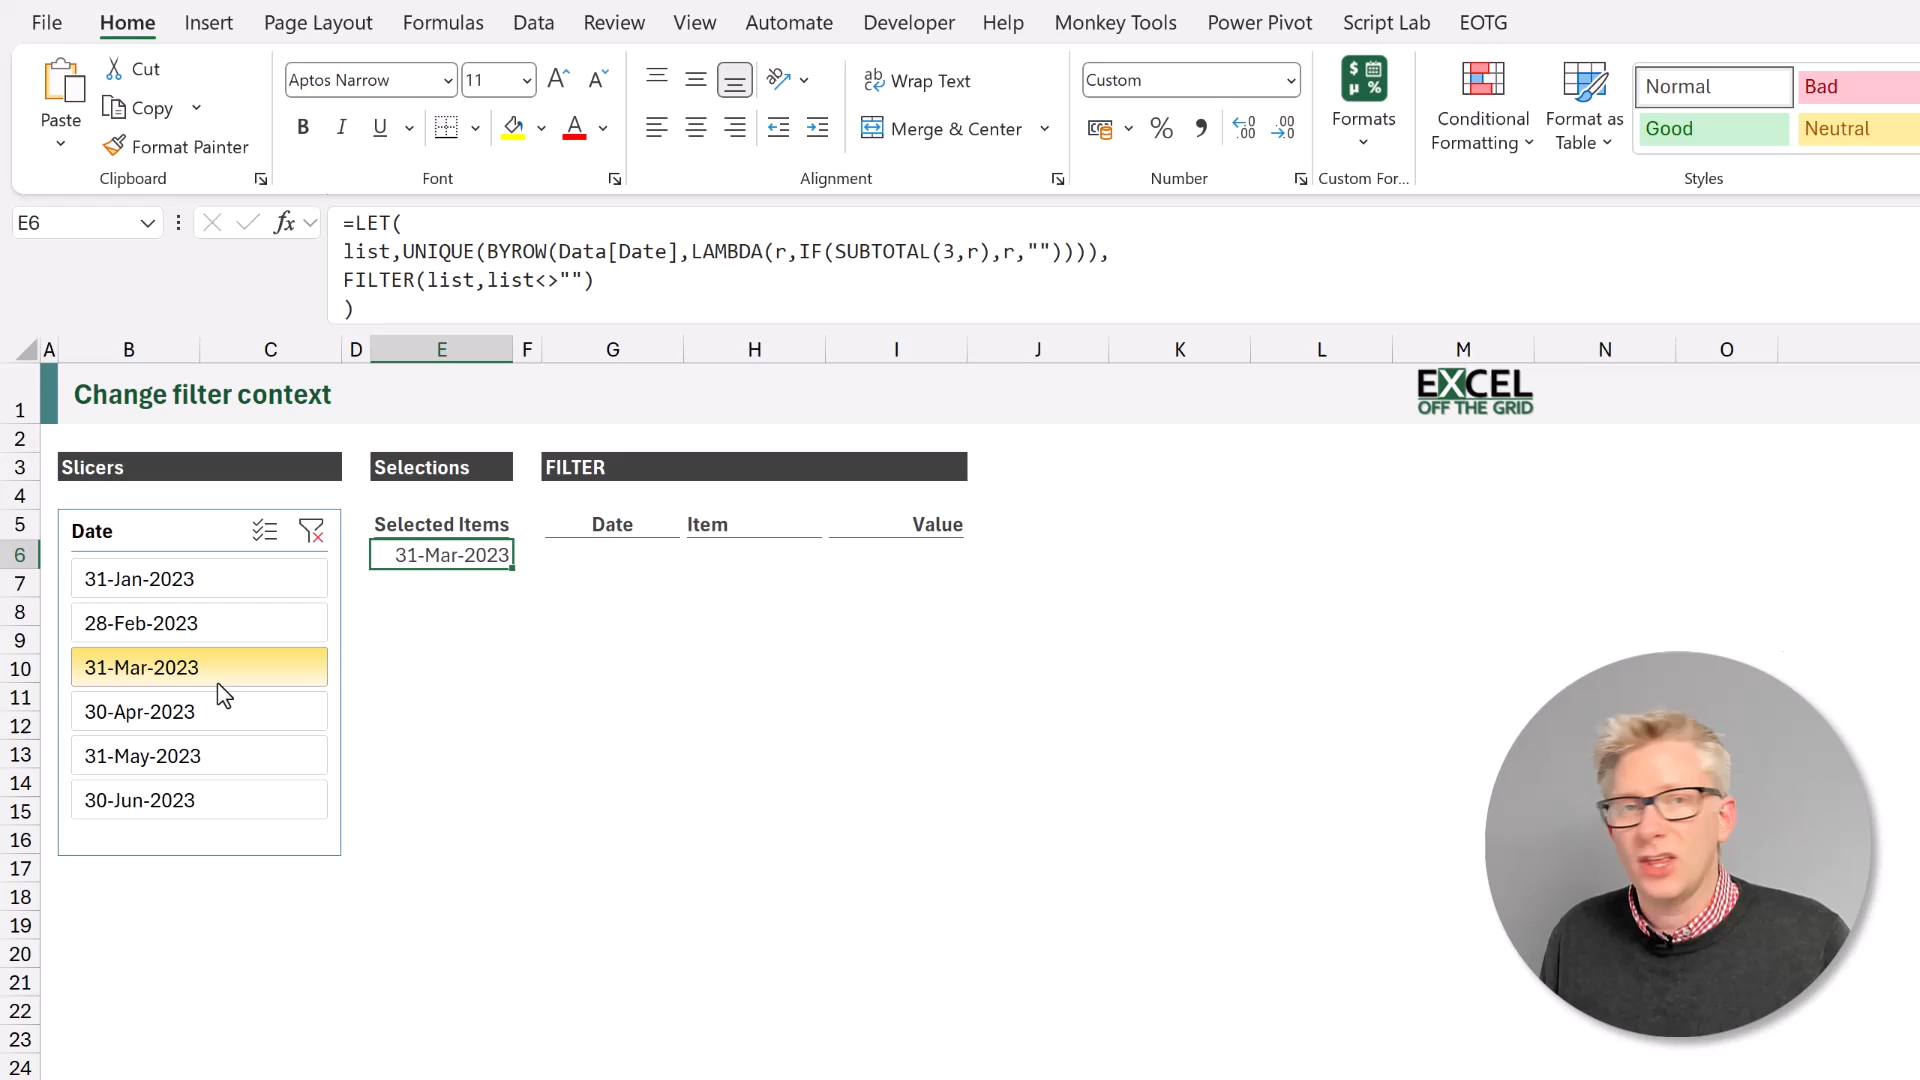 File Home Insert Page Layout Formulas Data Review View Automate Developer Help Monkey Tools Power Pivot Script Lab EOTG
Paste
Cut
Copy
Format Painter
Clipboard
Aptos Narrow 11
B I U
Font
Wrap Text
Merge & Center
Alignment
Custom
Number
Formats
Custom For...
Conditional Formatting
Format as Table
Normal Bad
Good Neutral
Styles
E6
fx
=LET(
list,UNIQUE(BYROW(Data[Date],LAMBDA(r,IF(SUBTOTAL(3,r),r,"")))),
FILTER(list,list<>"")
)
A B C D E F G H I J K L M N O
1
Change filter context
EXCEL
OFF THE GRID
2
3
Slicers Selections FILTER
4
5
Selected Items Date Item Value
Date
6
31-Mar-2023
31-Jan-2023
7
8
28-Feb-2023
9
10
31-Mar-2023
11
30-Apr-2023
12
13
31-May-2023
14
30-Jun-2023
15
16
17
18
19
20
21
22
23
24